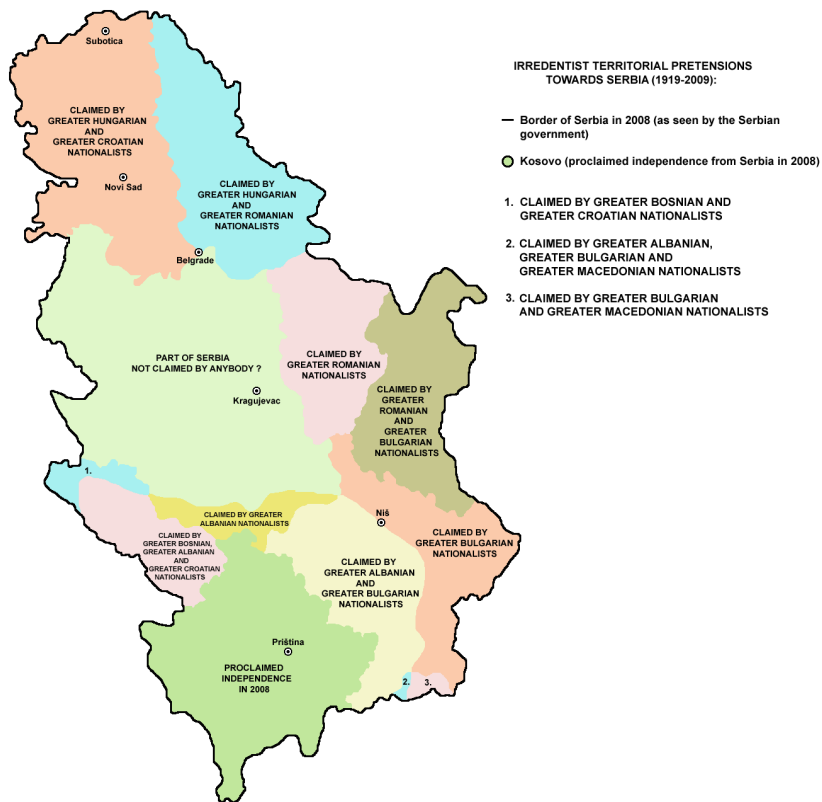 IRREDENTIST TERRITORIAL PRETENSIONS
TOWARDS SERBIA (1919-2009):
Border of Serbia in 2008 (as seen by the Serbian
government)
Kosovo (proclaimed independence from Serbia in 2008)
1. CLAIMED BY GREATER BOSNIAN AND
GREATER CROATIAN NATIONALISTS
2. CLAIMED BY GREATER ALBANIAN,
GREATER BULGARIAN AND
GREATER MACEDONIAN NATIONALISTS
3. CLAIMED BY GREATER BULGARIAN
AND GREATER MACEDONIAN NATIONALISTS
Subotica
CLAIMED BY
GREATER HUNGARIAN
AND
GREATER CROATIAN
NATIONALISTS
Novi Sad
CLAIMED BY
GREATER HUNGARIAN
AND
GREATER ROMANIAN
NATIONALISTS
Belgrade
PART OF SERBIA
NOT CLAIMED BY ANYBODY ?
Kragujevac
CLAIMED BY
GREATER ROMANIAN
NATIONALISTS
CLAIMED BY
GREATER
ROMANIAN
AND
GREATER
BULGARIAN
NATIONALISTS
1.
CLAIMED BY GREATER
ALBANIAN NATIONALISTS
Niš
CLAIMED BY
GREATER BOSNIAN,
GREATER ALBANIAN
AND
GREATER CROATIAN
NATIONALISTS
CLAIMED BY
GREATER BULGARIAN
NATIONALISTS
CLAIMED BY
GREATER ALBANIAN
AND
GREATER BULGARIAN
NATIONALISTS
Priština
PROCLAIMED
INDEPENDENCE
IN 2008
2.
3.